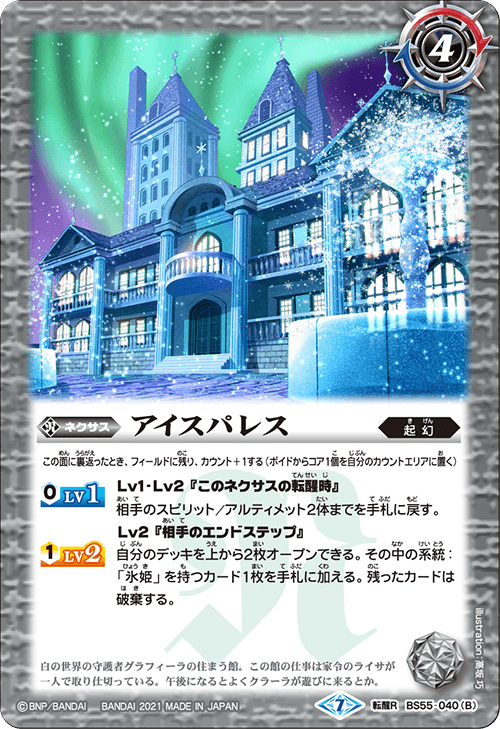 4
ネクサス
アイスパレス
起幻
この面に裏返ったとき、フィールドに残り、カウント+1する(ボイドからコア1個を自分のカウントエリアに置く)
0 LV1
Lv1・Lv2『このネクサスの転醒時』
相手のスピリット/アルティメット2体までを手札に戻す。
1 LV2
Lv2『相手のエンドステップ』
自分のデッキを上から2枚オープンできる。その中の系統:
「氷姫」を持つカード1枚を手札に加える。残ったカードは
破棄する。
白の世界の守護者グラフィーラの住まう館。この館の仕事は家令のライサが
一人で取り仕切っている。午後になるとよくクラーラが遊びに来るとか。
illustration/高坂 巧
©BNP/BANDAI BANDAI 2021 MADE IN JAPAN
7
転醒R BS55-040(B)